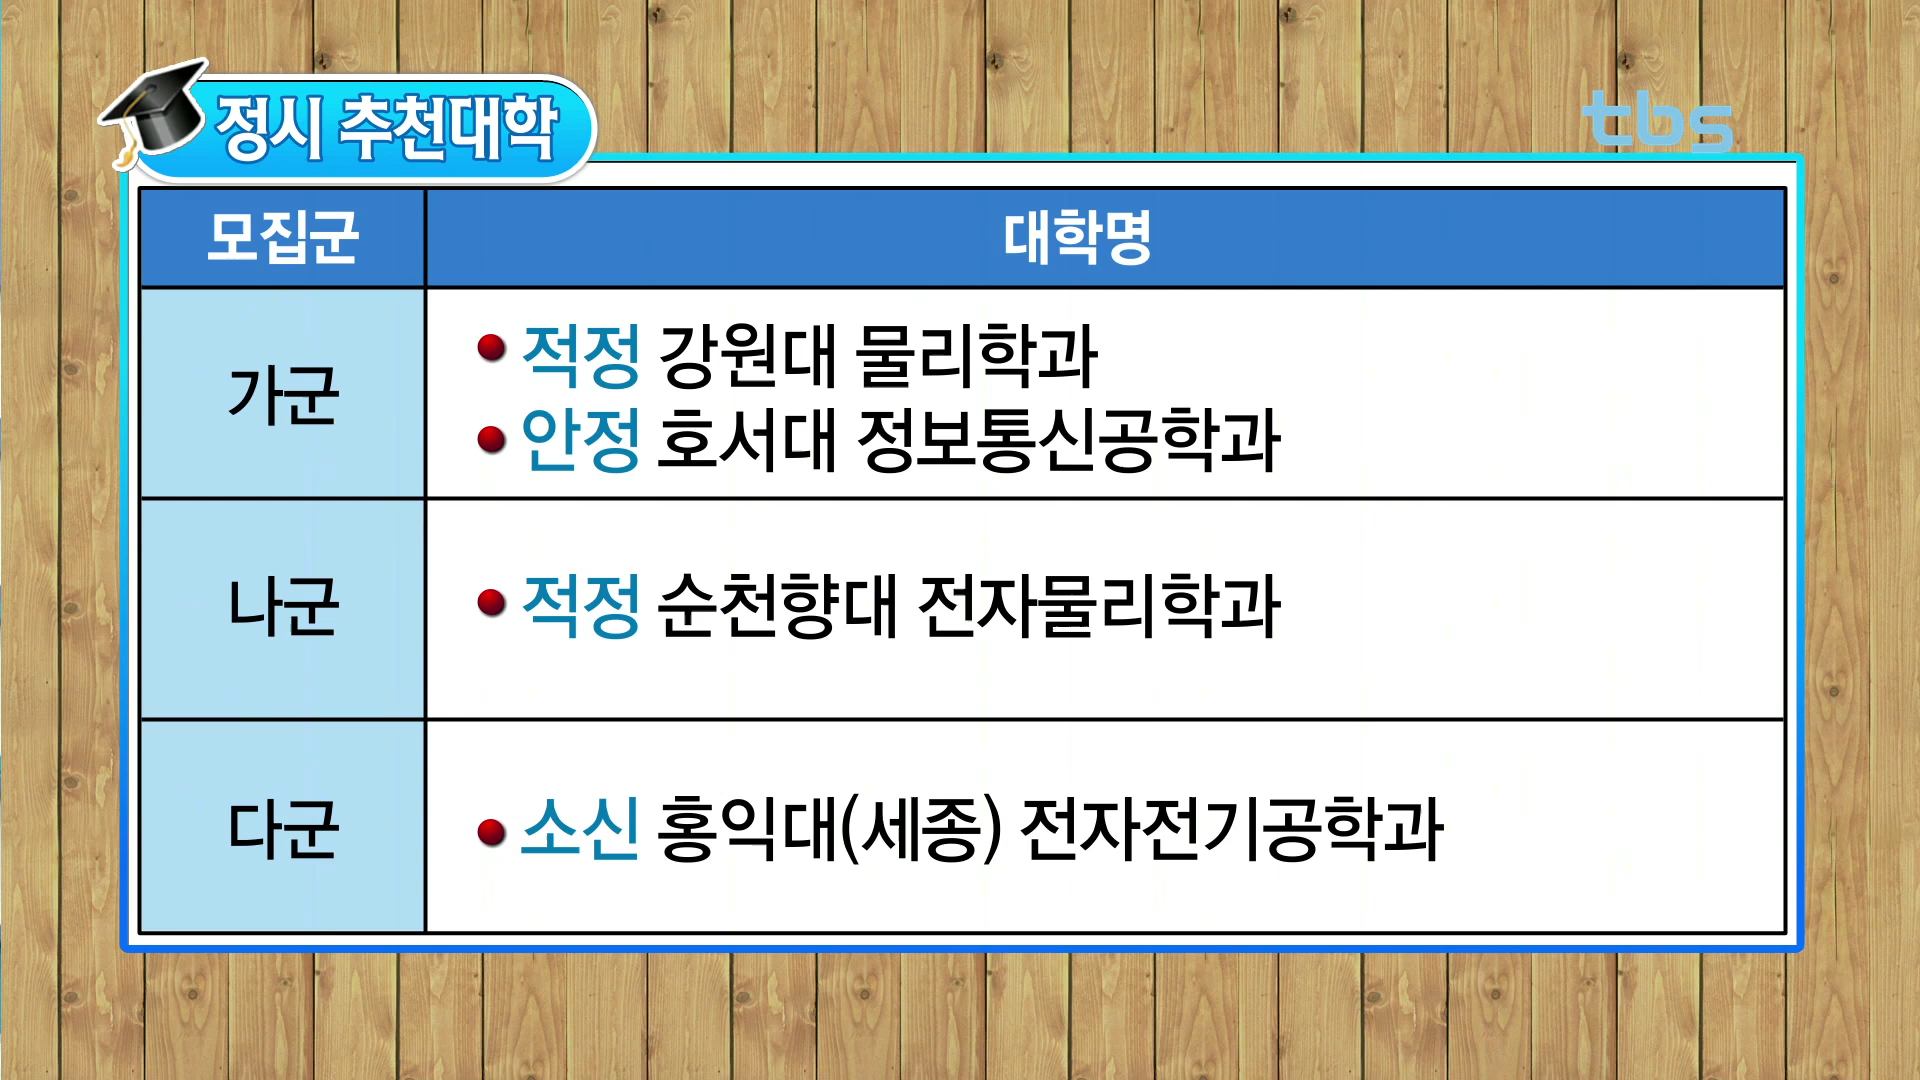 정시 추천대학
tbs
모집군 대학명
가군
적정 강원대 물리학과
안정 호서대 정보통신공학과
나군
적정 순천향대 전자물리학과
다군
소신 홍익대(세종) 전자전기공학과